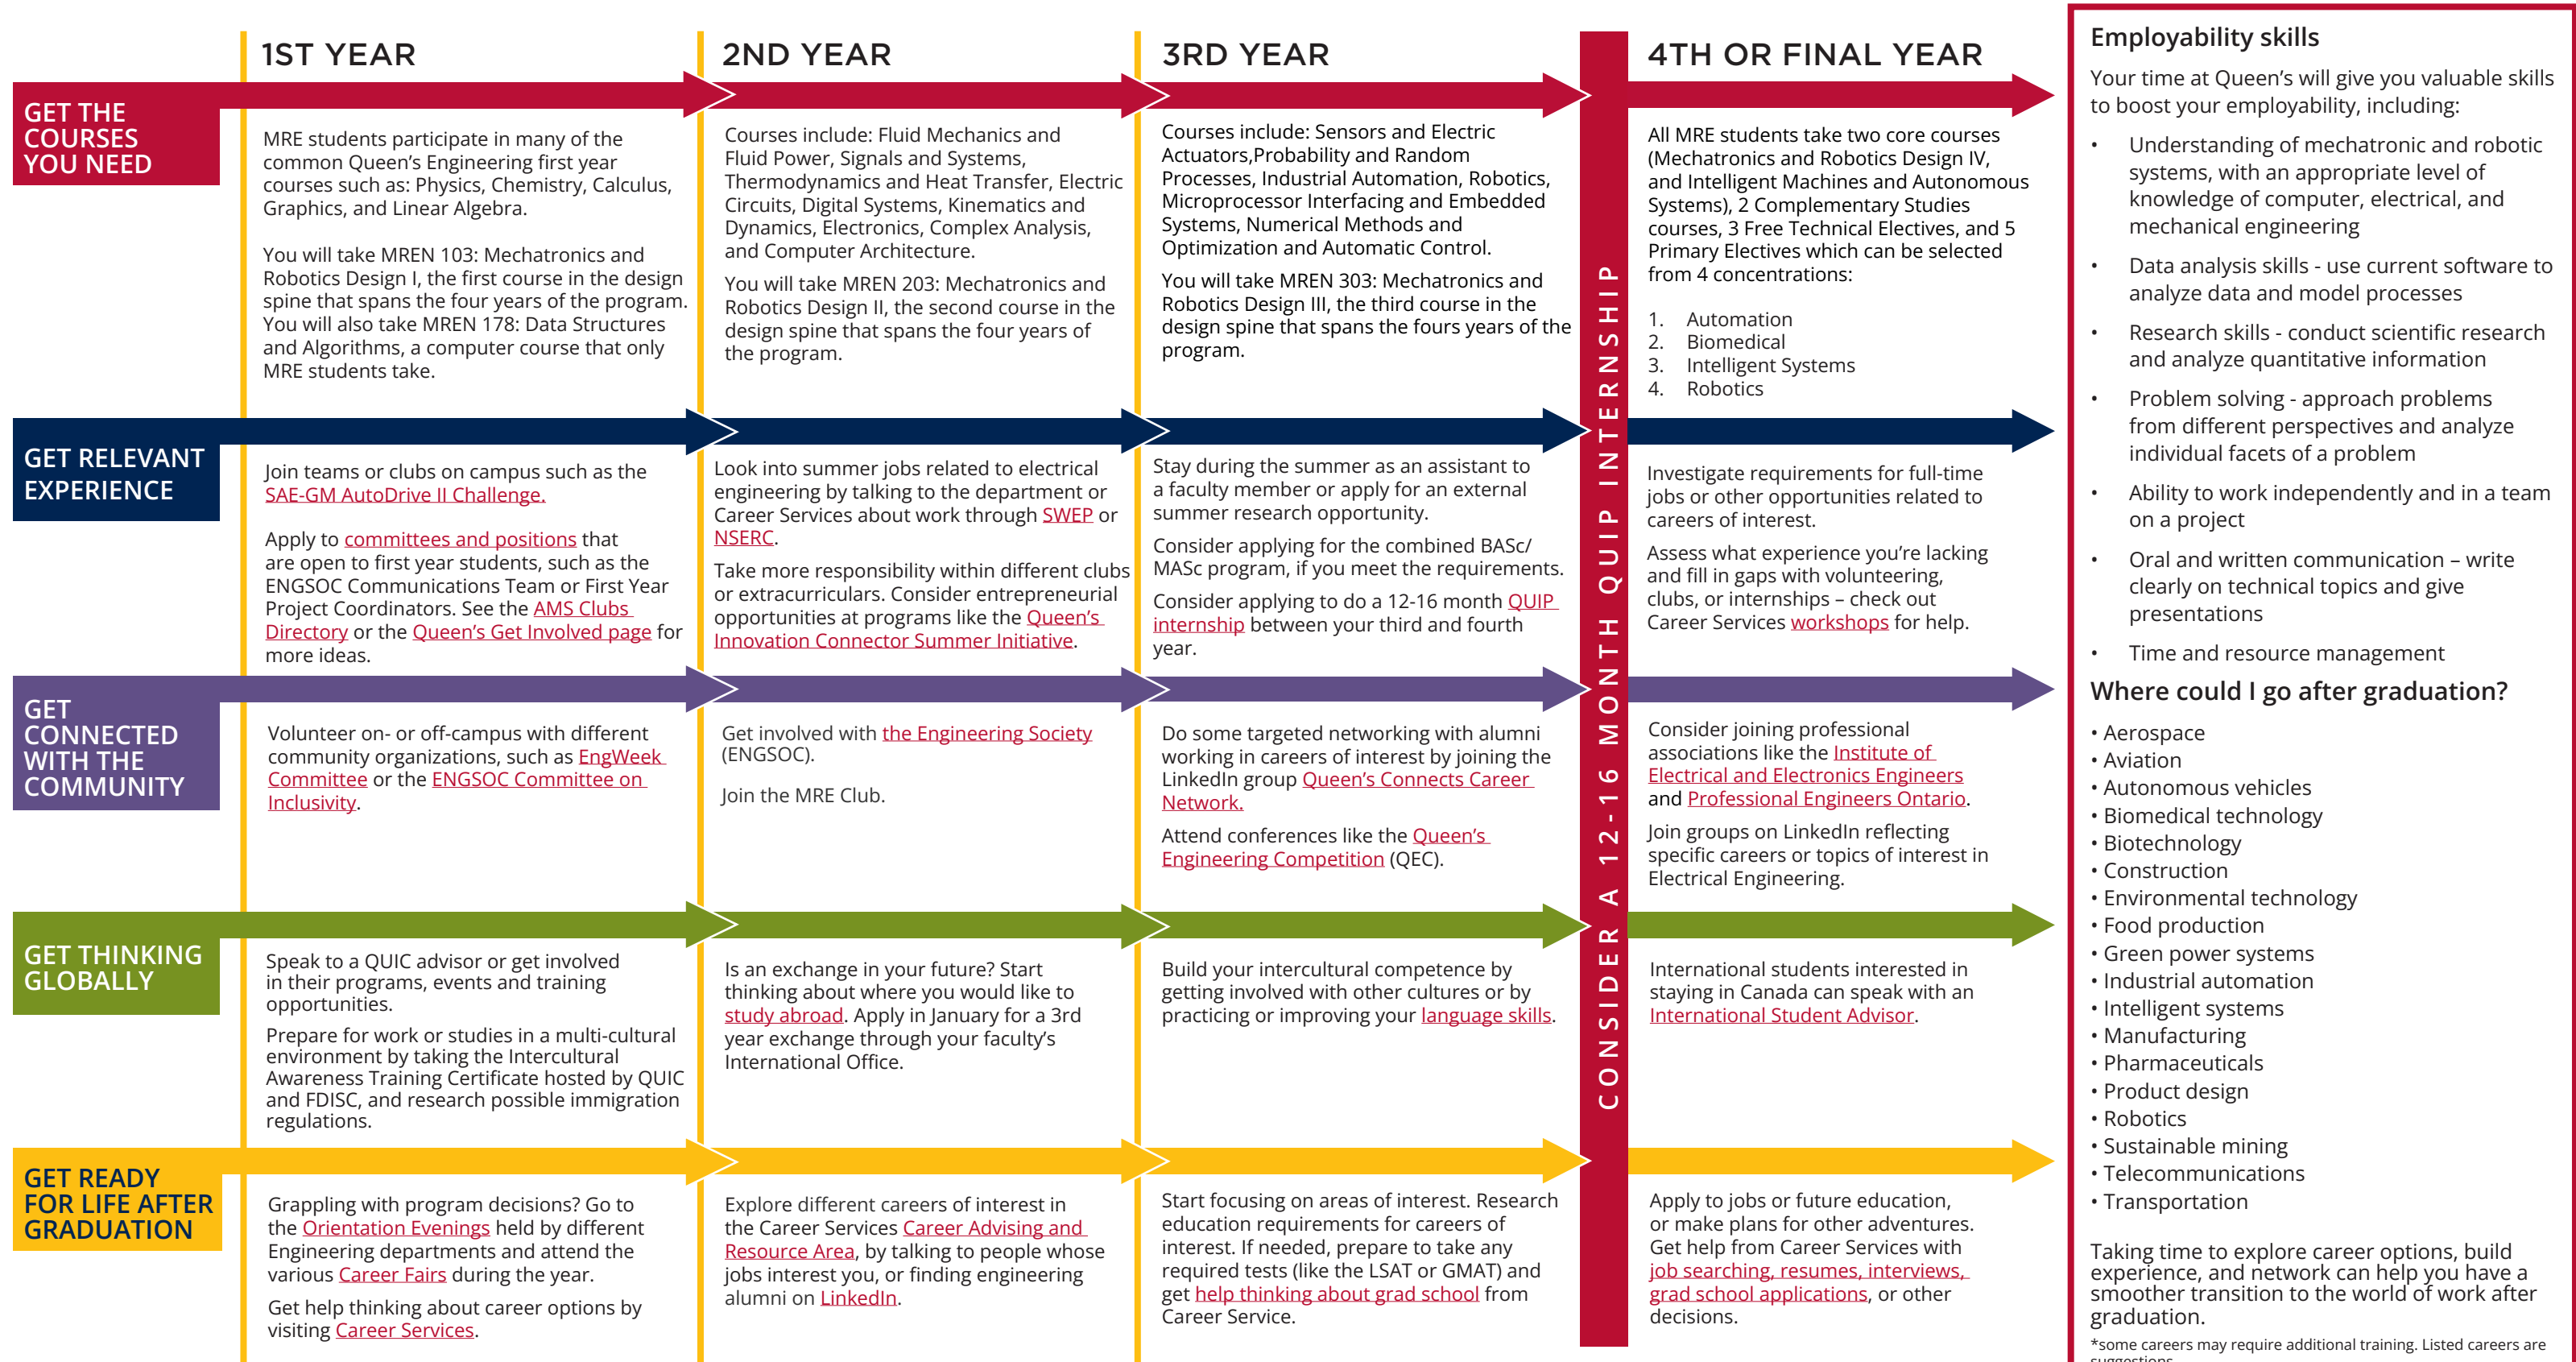 1ST YEAR
2ND YEAR
3RD YEAR
4TH OR FINAL YEAR
GET THE
COURSES
YOU NEED
MRE students participate in many of the
common Queen's Engineering first year
courses such as: Physics, Chemistry, Calculus,
Graphics, and Linear Algebra.
You will take MREN 103: Mechatronics and
Robotics Design I, the first course in the design
spine that spans the four years of the program.
You will also take MREN 178: Data Structures
and Algorithms, a computer course that only
MRE students take.
Courses include: Fluid Mechanics and
Fluid Power, Signals and Systems,
Thermodynamics and Heat Transfer, Electric
Circuits, Digital Systems, Kinematics and
Dynamics, Electronics, Complex Analysis,
and Computer Architecture.
You will take MREN 203: Mechatronics and
Robotics Design II, the second course in the
design spine that spans the four years of
the program.
Courses include: Sensors and Electric
Actuators,Probability and Random
Processes, Industrial Automation, Robotics,
Microprocessor Interfacing and Embedded
Systems, Numerical Methods and
Optimization and Automatic Control.
You will take MREN 303: Mechatronics and
Robotics Design III, the third course in the
design spine that spans the fours years of the
program.
All MRE students take two core courses
(Mechatronics and Robotics Design IV,
and Intelligent Machines and Autonomous
Systems), 2 Complementary Studies
courses, 3 Free Technical Electives, and 5
Primary Electives which can be selected
from 4 concentrations:
1. Automation
2. Biomedical
3. Intelligent Systems
4. Robotics
GET RELEVANT
EXPERIENCE
Join teams or clubs on campus such as the
SAE-GM AutoDrive II Challenge.
Apply to committees and positions that
are open to first year students, such as the
ENGSOC Communications Team or First Year
Project Coordinators. See the AMS Clubs
Directory or the Queen's Get Involved page for
more ideas.
Look into summer jobs related to electrical
engineering by talking to the department or
Career Services about work through SWEP or
NSERC.
Take more responsibility within different clubs
or extracurriculars. Consider entrepreneurial
opportunities at programs like the Queen's
Innovation Connector Summer Initiative.
Stay during the summer as an assistant to
a faculty member or apply for an external
summer research opportunity.
Consider applying for the combined BASc/
MASc program, if you meet the requirements.
Consider applying to do a 12-16 month QUIP
internship between your third and fourth
year.
Investigate requirements for full-time
jobs or other opportunities related to
careers of interest.
Assess what experience you're lacking
and fill in gaps with volunteering,
clubs, or internships – check out
Career Services workshops for help.
GET
CONNECTED
WITH THE
COMMUNITY
Volunteer on- or off-campus with different
community organizations, such as EngWeek
Committee or the ENGSOC Committee on
Inclusivity.
Get involved with the Engineering Society
(ENGSOC).
Join the MRE Club.
Do some targeted networking with alumni
working in careers of interest by joining the
LinkedIn group Queen's Connects Career
Network.
Attend conferences like the Queen's
Engineering Competition (QEC).
Consider joining professional
associations like the Institute of
Electrical and Electronics Engineers
and Professional Engineers Ontario.
Join groups on LinkedIn reflecting
specific careers or topics of interest in
Electrical Engineering.
GET THINKING
GLOBALLY
Speak to a QUIC advisor or get involved
in their programs, events and training
opportunities.
Prepare for work or studies in a multi-cultural
environment by taking the Intercultural
Awareness Training Certificate hosted by QUIC
and FDISC, and research possible immigration
regulations.
Is an exchange in your future? Start
thinking about where you would like to
study abroad. Apply in January for a 3rd
year exchange through your faculty's
International Office.
Build your intercultural competence by
getting involved with other cultures or by
practicing or improving your language skills.
International students interested in
staying in Canada can speak with an
International Student Advisor.
GET READY
FOR LIFE AFTER
GRADUATION
Grappling with program decisions? Go to
the Orientation Evenings held by different
Engineering departments and attend the
various Career Fairs during the year.
Get help thinking about career options by
visiting Career Services.
Explore different careers of interest in
the Career Services Career Advising and
Resource Area, by talking to people whose
jobs interest you, or finding engineering
alumni on LinkedIn.
Start focusing on areas of interest. Research
education requirements for careers of
interest. If needed, prepare to take any
required tests (like the LSAT or GMAT) and
get help thinking about grad school from
Career Service.
Apply to jobs or future education,
or make plans for other adventures.
Get help from Career Services with
job searching, resumes, interviews,
grad school applications, or other
decisions.
CONSIDER A 12-16 MONTH QUIP INTERNSHIP
Employability skills
Your time at Queen's will give you valuable skills
to boost your employability, including:
• Understanding of mechatronic and robotic
systems, with an appropriate level of
knowledge of computer, electrical, and
mechanical engineering
• Data analysis skills - use current software to
analyze data and model processes
• Research skills - conduct scientific research
and analyze quantitative information
• Problem solving - approach problems
from different perspectives and analyze
individual facets of a problem
• Ability to work independently and in a team
on a project
• Oral and written communication – write
clearly on technical topics and give
presentations
• Time and resource management
Where could I go after graduation?
• Aerospace
• Aviation
• Autonomous vehicles
• Biomedical technology
• Biotechnology
• Construction
• Environmental technology
• Food production
• Green power systems
• Industrial automation
• Intelligent systems
• Manufacturing
• Pharmaceuticals
• Product design
• Robotics
• Sustainable mining
• Telecommunications
• Transportation
Taking time to explore career options, build
experience, and network can help you have a
smoother transition to the world of work after
graduation.
*some careers may require additional training. Listed careers are
suggestions